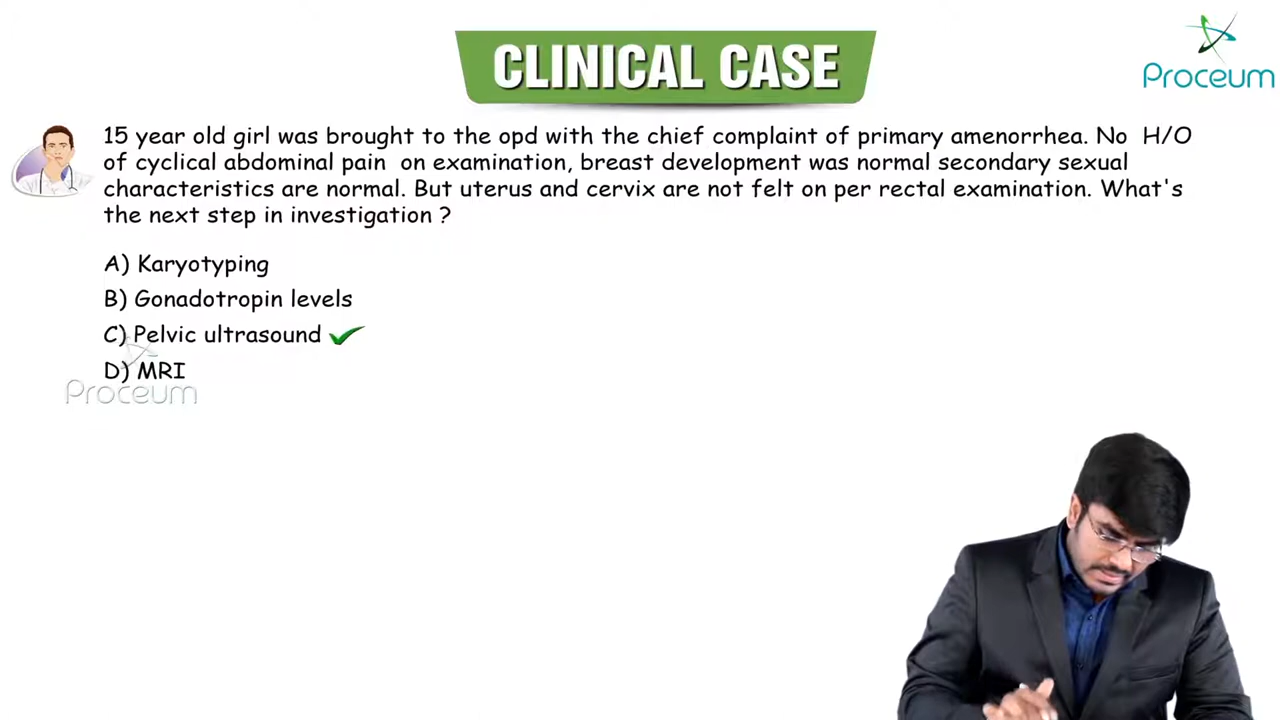 CLINICAL CASE
Proceum
15 year old girl was brought to the opd with the chief complaint of primary amenorrhea. No H/O
of cyclical abdominal pain on examination, breast development was normal secondary sexual
characteristics are normal. But uterus and cervix are not felt on per rectal examination. What's
the next step in investigation ?
A) Karyotyping
B) Gonadotropin levels
C) Pelvic ultrasound
D) MRI
Proceum